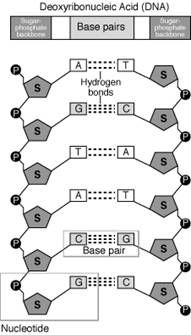 Deoxyribonucleic Acid (DNA)
Sugar-
phosphate
backbone
Base pairs
Sugar-
phosphate
backbone
P A T P
S S
Hydrogen
bonds
P G C P
S S
P T A P
S S
P A T P
S S
P C G P
S S
Base pair
P G C P
S S
Nucleotide